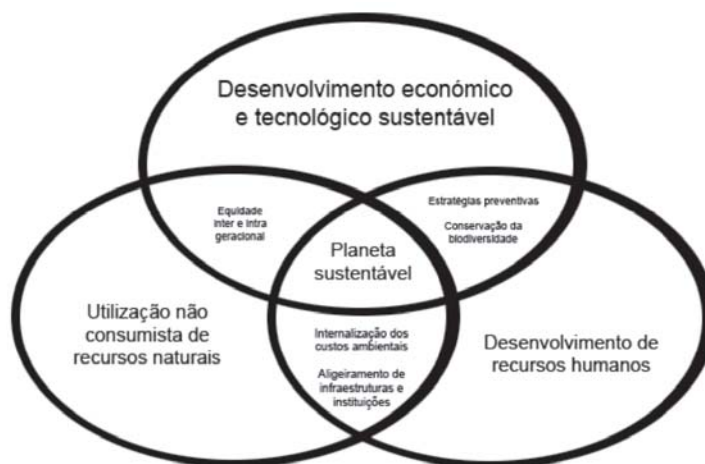 Desenvolvimento económico
e tecnológico sustentável
Equidade
inter e intra
geracional
Estratégias preventivas
Conservação da
biodiversidade
Planeta
sustentável
Utilização não
consumista de
recursos naturais
Internalização dos
custos ambientais
Aligeiramento de
infraestruturas e
instituições
Desenvolvimento de
recursos humanos